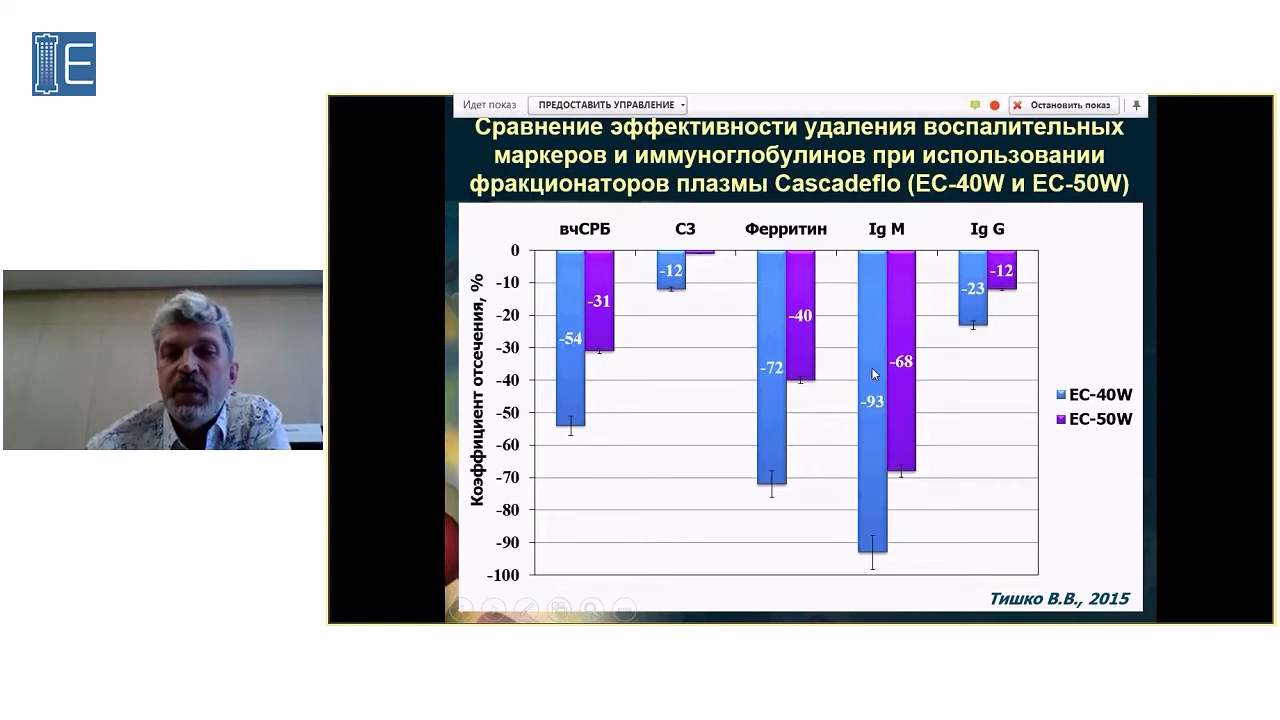 E
Идет показ
ПРЕДОСТАВИТЬ УПРАВЛЕНИЕ
Остановить показ
Сравнение эффективности удаления воспалительных
маркеров и иммуноглобулинов при использовании
фракционаторов плазмы Cascadeflo (EC-40W и EC-50W)
вчСРБ С3 Ферритин Ig M Ig G
Коэффициент отсечения, %
0
-10
-20
-30
-40
-50
-60
-70
-80
-90
-100
-54
-31
-12
-72
-40
-93
-68
-23
-12
EC-40W
EC-50W
Тишко В.В., 2015